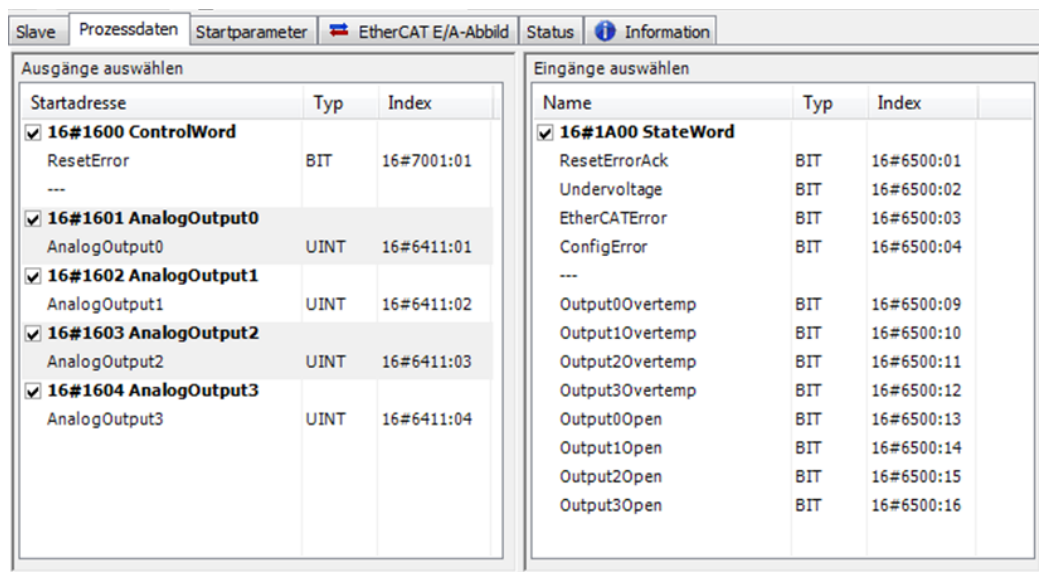 Slave Prozessdaten Startparameter EtherCAT E/A-Abbild Status Information
Ausgänge auswählen
Startadresse Typ Index
16#1600 ControlWord
ResetError BIT 16#7001:01
---
16#1601 AnalogOutput0
AnalogOutput0 UINT 16#6411:01
16#1602 AnalogOutput1
AnalogOutput1 UINT 16#6411:02
16#1603 AnalogOutput2
AnalogOutput2 UINT 16#6411:03
16#1604 AnalogOutput3
AnalogOutput3 UINT 16#6411:04
Eingänge auswählen
Name Typ Index
16#1A00 StateWord
ResetErrorAck BIT 16#6500:01
Undervoltage BIT 16#6500:02
EtherCATError BIT 16#6500:03
ConfigError BIT 16#6500:04
---
Output0Overtemp BIT 16#6500:09
Output1Overtemp BIT 16#6500:10
Output2Overtemp BIT 16#6500:11
Output3Overtemp BIT 16#6500:12
Output0Open BIT 16#6500:13
Output1Open BIT 16#6500:14
Output2Open BIT 16#6500:15
Output3Open BIT 16#6500:16